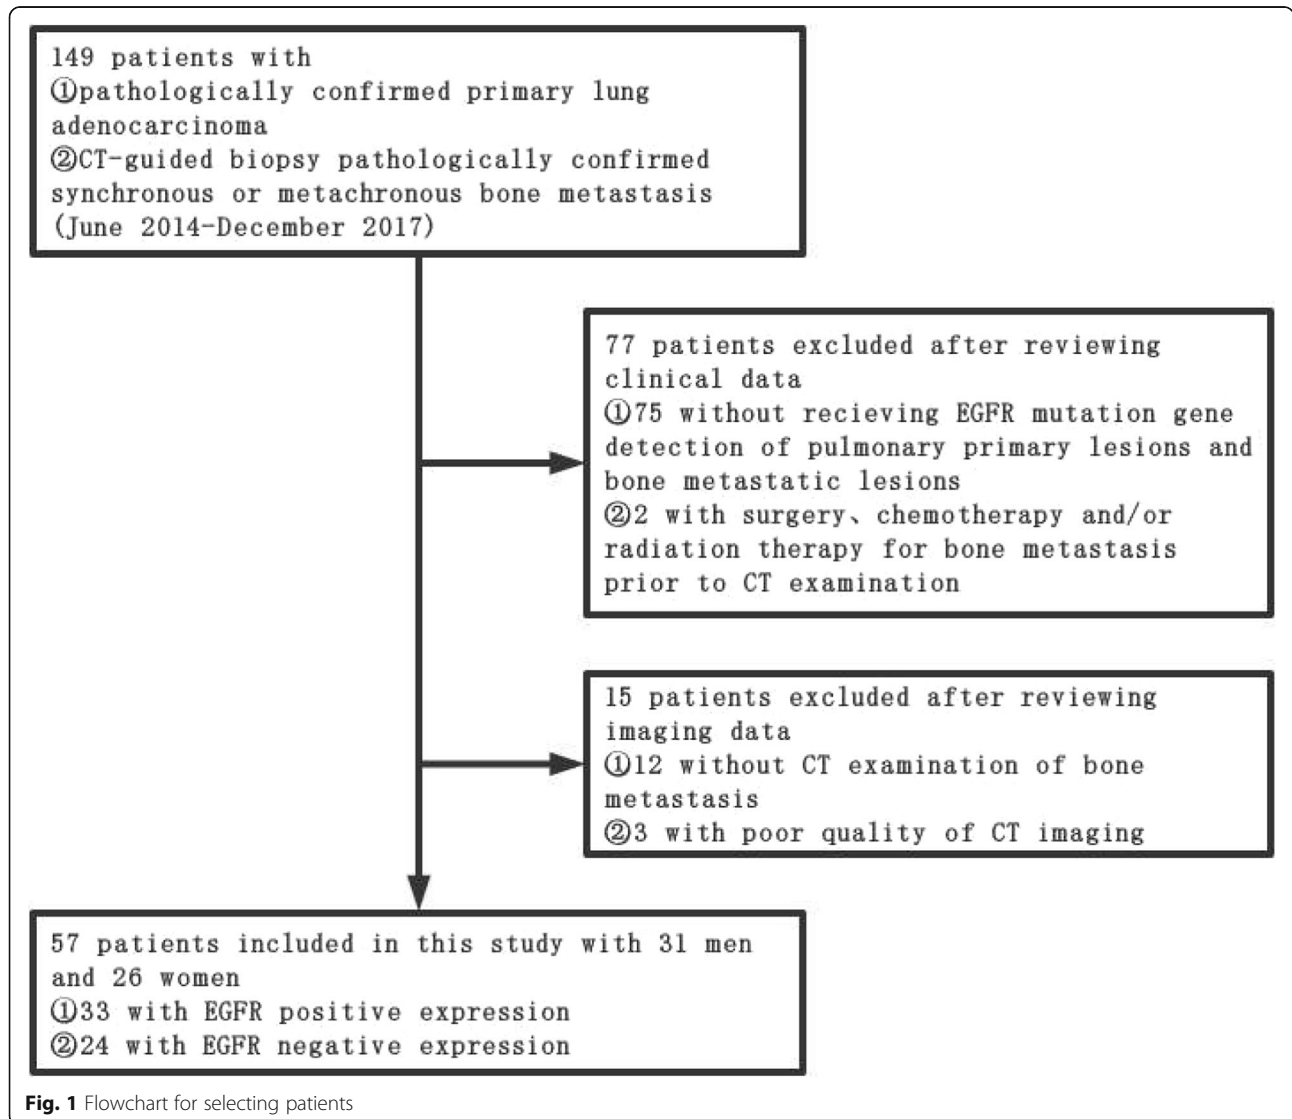 149 patients with
①pathologically confirmed primary lung
adenocarcinoma
②CT-guided biopsy pathologically confirmed
synchronous or metachronous bone metastasis
(June 2014-December 2017)
77 patients excluded after reviewing
clinical data
①75 without recieving EGFR mutation gene
detection of pulmonary primary lesions and
bone metastatic lesions
②2 with surgery、chemotherapy and/or
radiation therapy for bone metastasis
prior to CT examination
15 patients excluded after reviewing
imaging data
①12 without CT examination of bone
metastasis
②3 with poor quality of CT imaging
57 patients included in this study with 31 men
and 26 women
①33 with EGFR positive expression
②24 with EGFR negative expression
Fig. 1 Flowchart for selecting patients